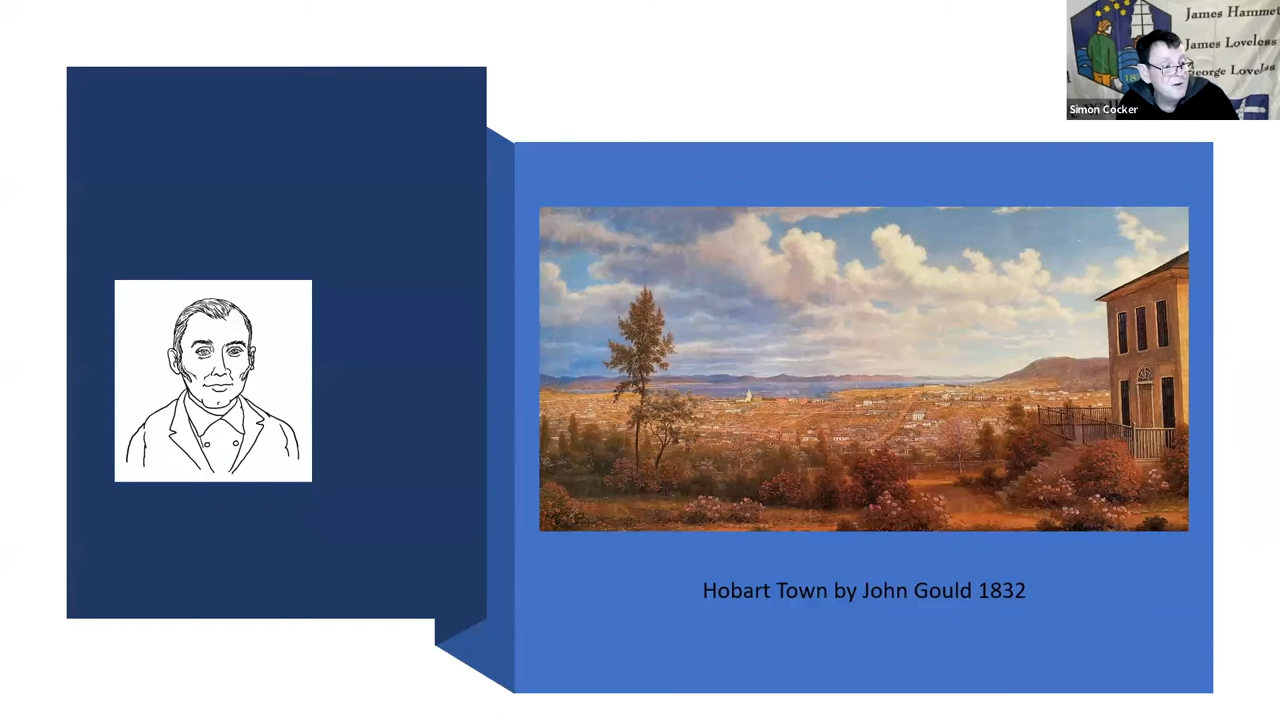 James Hammet
James Loveless
George Loveless
Simon Cocker
Hobart Town by John Gould 1832